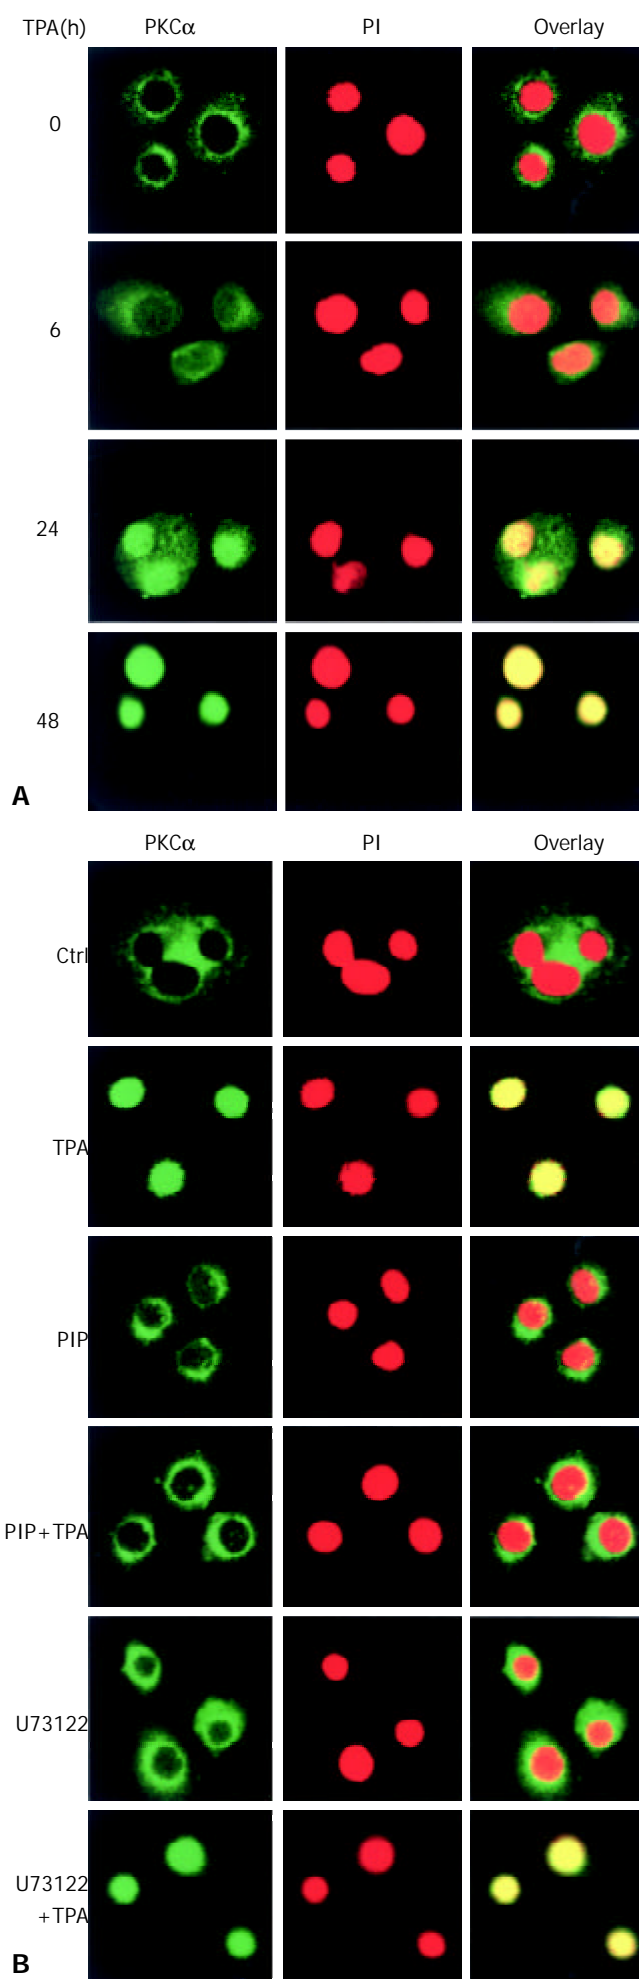 TPA(h) PKCα PI Overlay
0
6
24
48
A
PKCα PI Overlay
Ctrl
TPA
PIP
PIP+TPA
U73122
U73122
+TPA
B